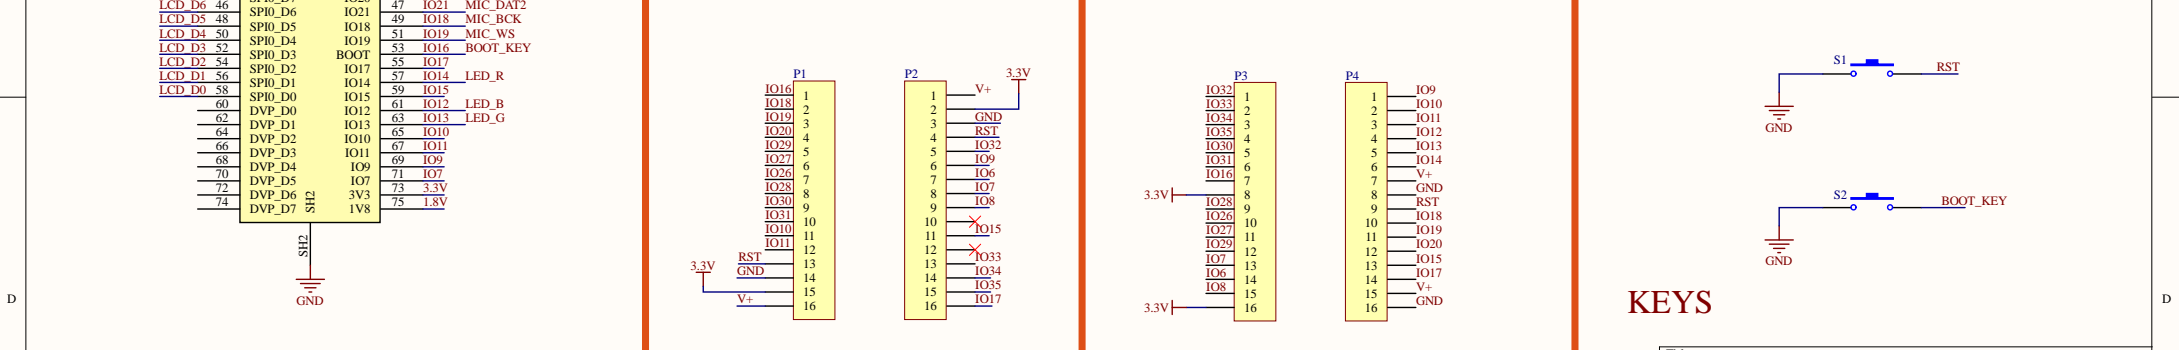 LCD_D6 46 SPI0_D6 IO21 47 IO21 MIC_DAT2
LCD_D5 48 SPI0_D5 IO18 49 IO18 MIC_BCK
LCD_D4 50 SPI0_D4 IO19 51 IO19 MIC_WS
LCD_D3 52 SPI0_D3 BOOT 53 IO16 BOOT_KEY
LCD_D2 54 SPI0_D2 IO17 55 IO17
LCD_D1 56 SPI0_D1 IO14 57 IO14 LED_R
LCD_D0 58 SPI0_D0 IO15 59 IO15
60 DVP_D0 IO12 61 IO12 LED_B
62 DVP_D1 IO13 63 IO13 LED_G
64 DVP_D2 IO10 65 IO10
66 DVP_D3 IO11 67 IO11
68 DVP_D4 IO9 69 IO9
70 DVP_D5 IO7 71 IO7
72 DVP_D6 3V3 73 3.3V
74 DVP_D7 1V8 75 1.8V
SH2
SH2
GND
D
P1
IO16 1
IO18 2
IO19 3
IO20 4
IO29 5
IO27 6
IO26 7
IO28 8
IO30 9
IO31 10
IO10 11
IO11 12
RST 13
GND 14
3.3V 15
V+ 16
P2
1 V+
2 3.3V
3 GND
4 RST
5 IO32
6 IO9
7 IO6
8 IO7
9 IO8
10
11 IO15
12
13 IO33
14 IO34
15 IO35
16 IO17
P3
IO32 1
IO33 2
IO34 3
IO35 4
IO30 5
IO31 6
IO16 7
3.3V 8
IO28 9
IO26 10
IO27 11
IO29 12
IO7 13
IO6 14
IO8 15
3.3V 16
P4
1 IO9
2 IO10
3 IO11
4 IO12
5 IO13
6 IO14
7 V+
8 GND
9 RST
10 IO18
11 IO19
12 IO20
13 IO15
14 IO17
15 V+
16 GND
S1 RST
GND
S2 BOOT_KEY
GND
KEYS
D